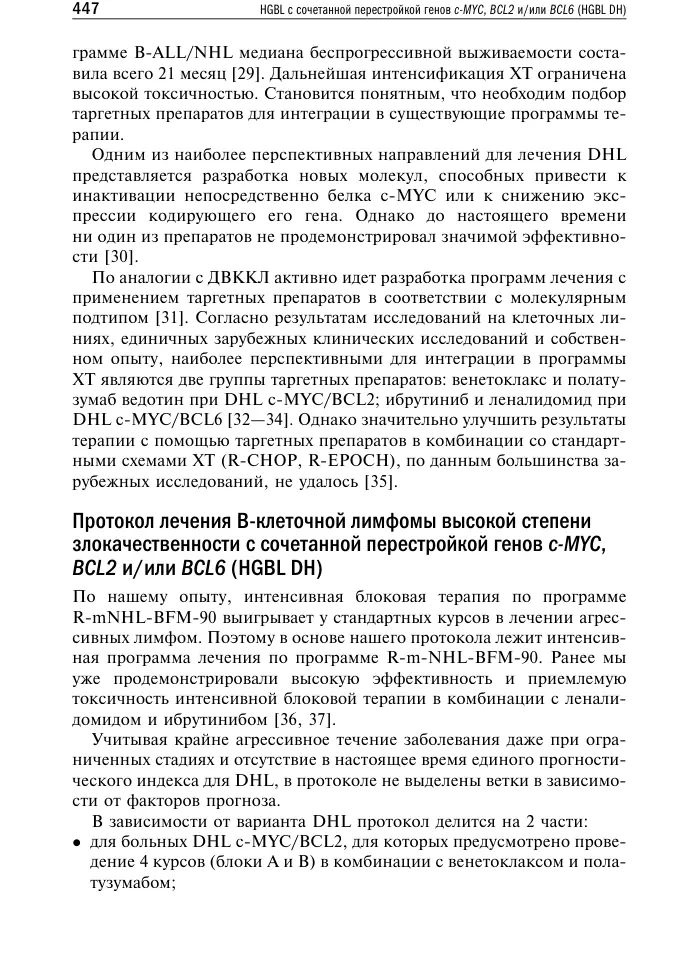 447
HGBL с сочетанной перестройкой генов c-MYC, BCL2 и/или BCL6 (HGBL DH)
грамме B-ALL/NHL медиана беспрогрессивной выживаемости соста-
вила всего 21 месяц [29]. Дальнейшая интенсификация ХТ ограничена
высокой токсичностью. Становится понятным, что необходим подбор
таргетных препаратов для интеграции в существующие программы те-
рапии.
Одним из наиболее перспективных направлений для лечения DHL
представляется разработка новых молекул, способных привести к
инактивации непосредственно белка c-MYC или к снижению экс-
прессии кодирующего его гена. Однако до настоящего времени
ни один из препаратов не продемонстрировал значимой эффективно-
сти [30].
По аналогии с ДВККЛ активно идет разработка программ лечения с
применением таргетных препаратов в соответствии с молекулярным
подтипом [31]. Согласно результатам исследований на клеточных ли-
ниях, единичных зарубежных клинических исследований и собствен-
ном опыту, наиболее перспективными для интеграции в программы
ХТ являются две группы таргетных препаратов: венетоклакс и полату-
зумаб ведотин при DHL c-MYC/BCL2; ибрутиниб и леналидомид при
DHL c-MYC/BCL6 [32—34]. Однако значительно улучшить результаты
терапии с помощью таргетных препаратов в комбинации со стандарт-
ными схемами ХТ (R-CHOP, R-EPOCH), по данным большинства за-
рубежных исследований, не удалось [35].
Протокол лечения В-клеточной лимфомы высокой степени
злокачественности с сочетанной перестройкой генов c-MYC,
BCL2 и/или BCL6 (HGBL DH)
По нашему опыту, интенсивная блоковая терапия по программе
R-mNHL-BFM-90 выигрывает у стандартных курсов в лечении агрес-
сивных лимфом. Поэтому в основе нашего протокола лежит интенсив-
ная программа лечения по программе R-m-NHL-BFM-90. Ранее мы
уже продемонстрировали высокую эффективность и приемлемую
токсичность интенсивной блоковой терапии в комбинации с ленали-
домидом и ибрутинибом [36, 37].
Учитывая крайне агрессивное течение заболевания даже при огра-
ниченных стадиях и отсутствие в настоящее время единого прогности-
ческого индекса для DHL, в протоколе не выделены ветки в зависимо-
сти от факторов прогноза.
В зависимости от варианта DHL протокол делится на 2 части:
● для больных DHL c-MYC/BCL2, для которых предусмотрено прове-
дение 4 курсов (блоки А и В) в комбинации с венетоклаксом и пола-
тузумабом;